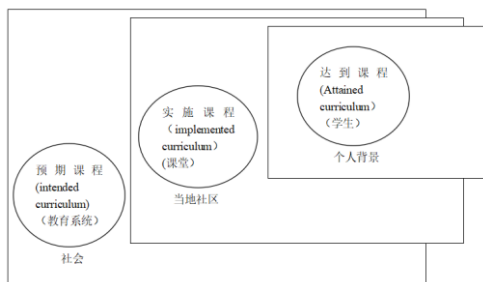 达到课程
(Attained
curriculum)
(学生)
个人背景
实施课程
(implemented
curriculum)
(课堂)
当地社区
预期课程
(intended
curriculum)
(教育系统)
社会